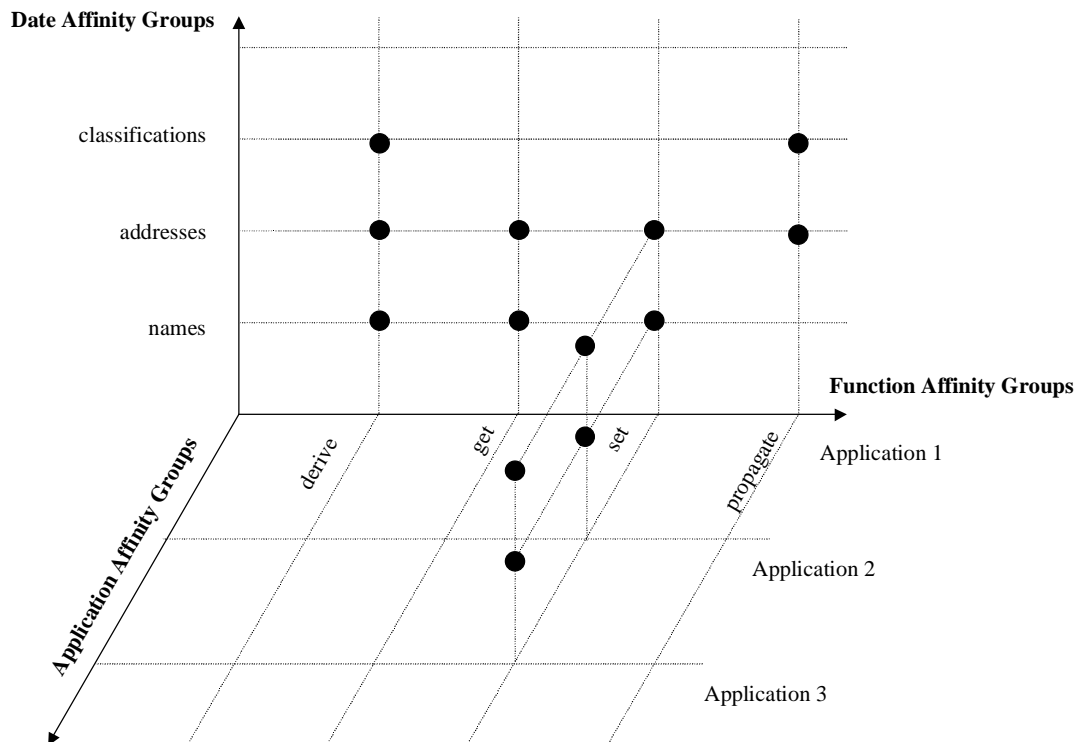 Date Affinity Groups
classifications
addresses
names
Function Affinity Groups
derive
get
set
propagate
Application 1
Application Affinity Groups
Application 2
Application 3